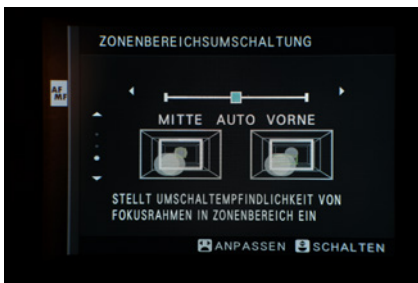 ZONENBEREICHSUMSCHALTUNG
AF
MF
MITTE AUTO VORNE
STELLT UMSCHALTEMPFINDLICHKEIT VON
FOKUSRAHMEN IN ZONENBEREICH EIN
ANPASSEN SCHALTEN